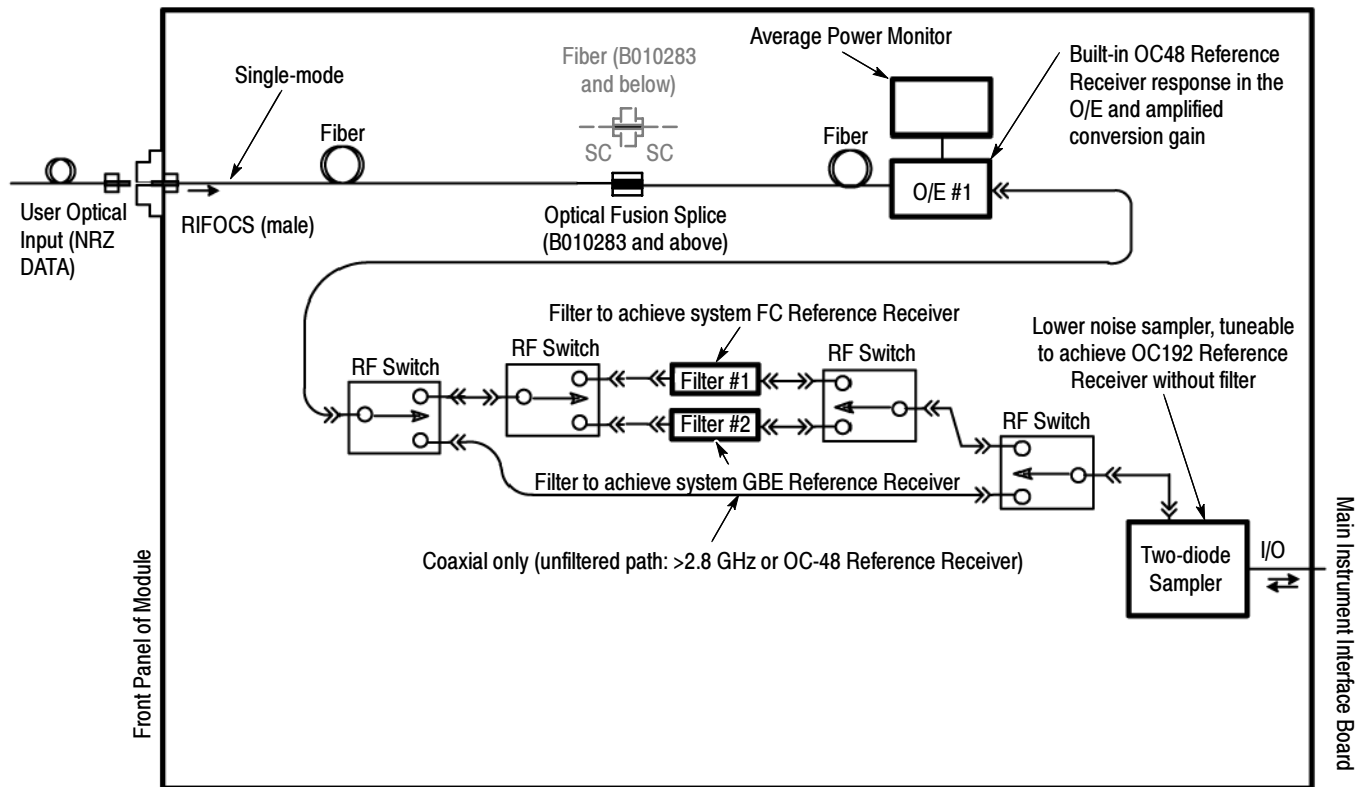 Average Power Monitor
Built-in OC48 Reference
Receiver response in the
O/E and amplified
conversion gain
Fiber (B010283
and below)
Single-mode
Fiber
SC
SC
Fiber
O/E #1
User Optical
Input (NRZ
DATA)
RIFOCS (male)
Optical Fusion Splice
(B010283 and above)
Filter to achieve system FC Reference Receiver
Lower noise sampler, tuneable
to achieve OC192 Reference
Receiver without filter
RF Switch
RF Switch
RF Switch
RF Switch
Filter #1
Filter #2
Filter to achieve system GBE Reference Receiver
Coaxial only (unfiltered path: >2.8 GHz or OC-48 Reference Receiver)
Two-diode
Sampler
I/O
Front Panel of Module
Main Instrument Interface Board